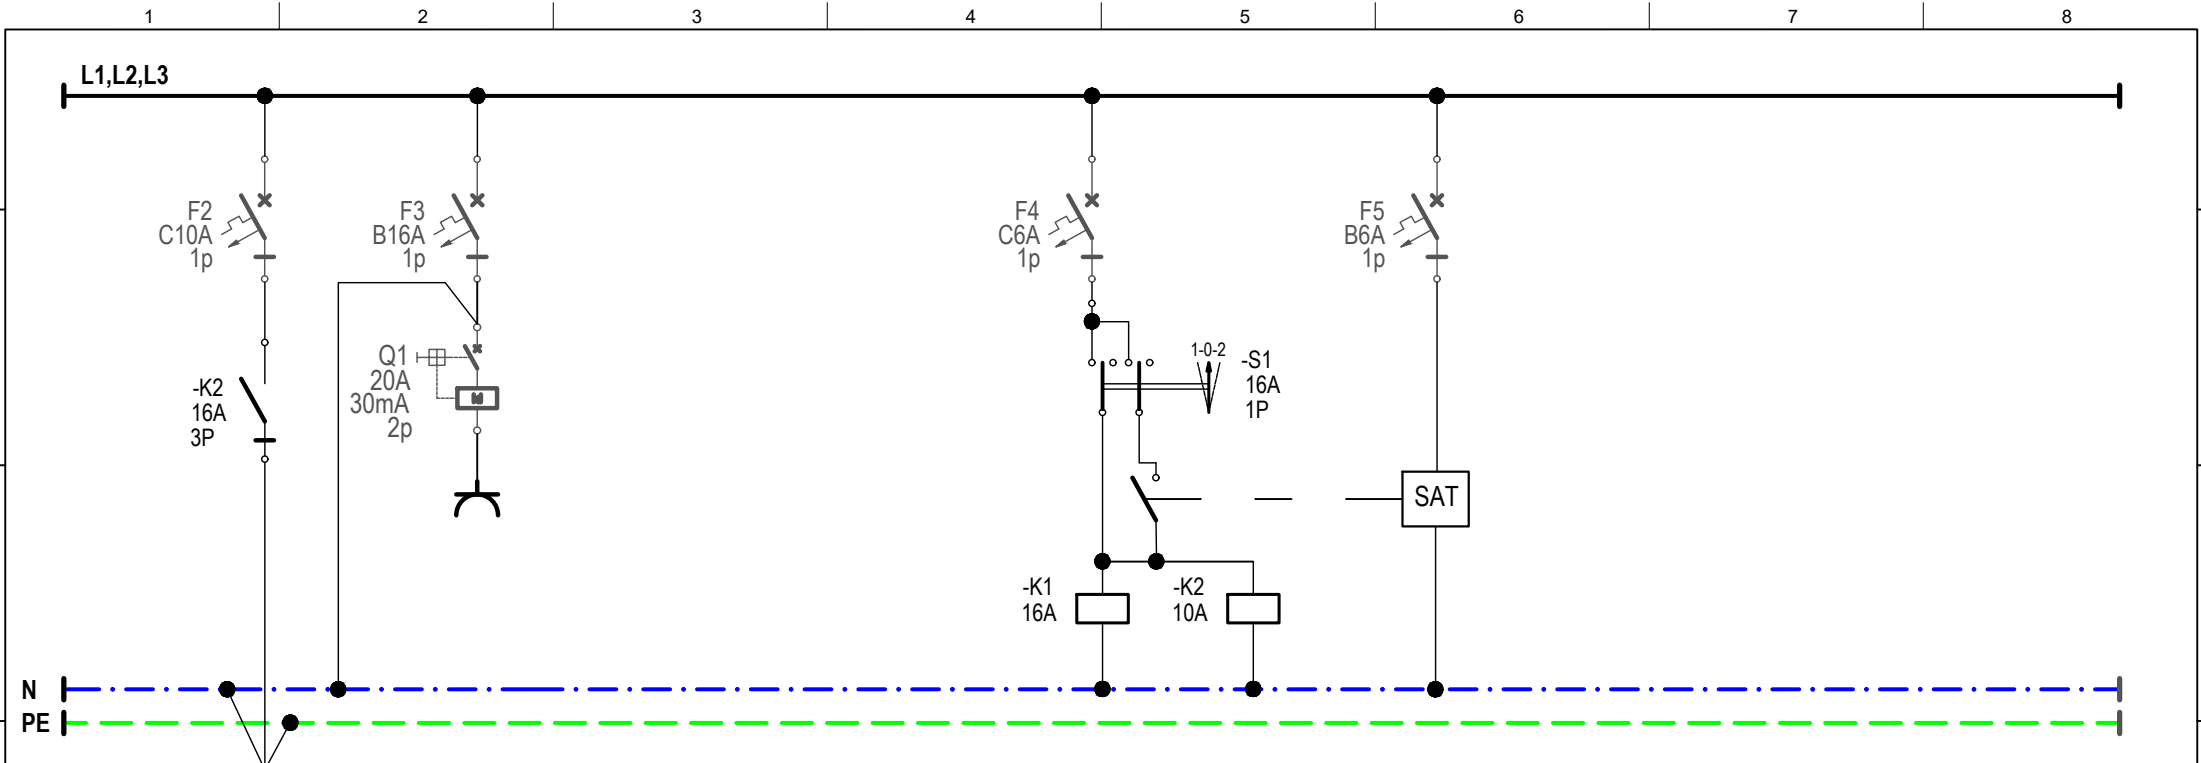 1 2 3 4 5 6 7 8
L1,L2,L3
F2
C10A
1p
F3
B16A
1p
F4
C6A
1p
F5
B6A
1p
-K2
16A
3P
Q1
20A
30mA
2p
1-0-2
-S1
16A
1P
SAT
-K1
16A
-K2
10A
N
PE